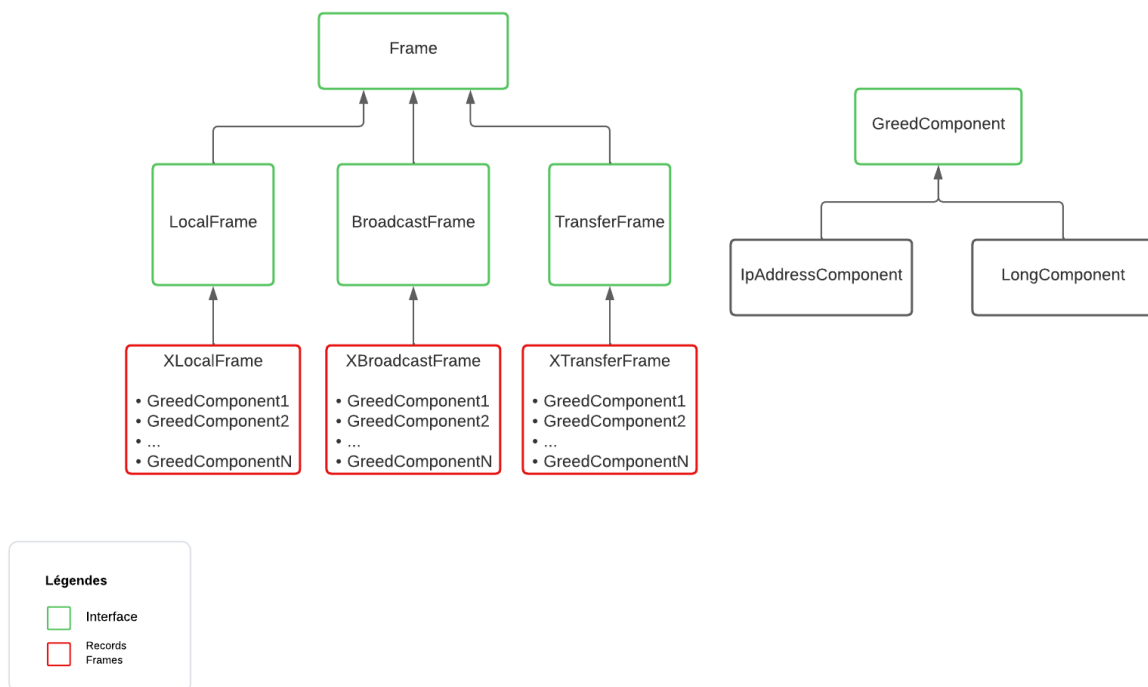 Frame
GreedComponent
LocalFrame
BroadcastFrame
TransferFrame
IpAddressComponent
LongComponent
XLocalFrame
• GreedComponent1
• GreedComponent2
• ...
• GreedComponentN
XBroadcastFrame
• GreedComponent1
• GreedComponent2
• ...
• GreedComponentN
XTransferFrame
• GreedComponent1
• GreedComponent2
• ...
• GreedComponentN
Légendes
Interface
Records
Frames